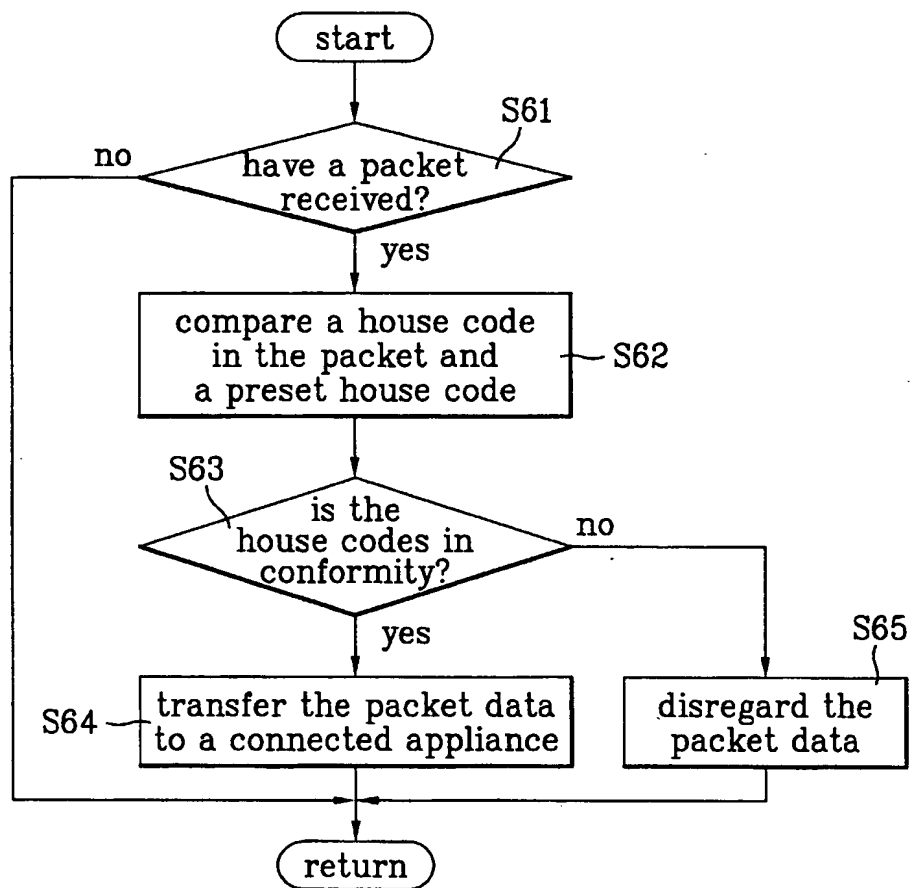 start
S61
no
have a packet
received?
yes
compare a house code
in the packet and
a preset house code
S62
S63
is the
house codes in
conformity?
no
yes
S65
S64
transfer the packet data
to a connected appliance
disregard the
packet data
return